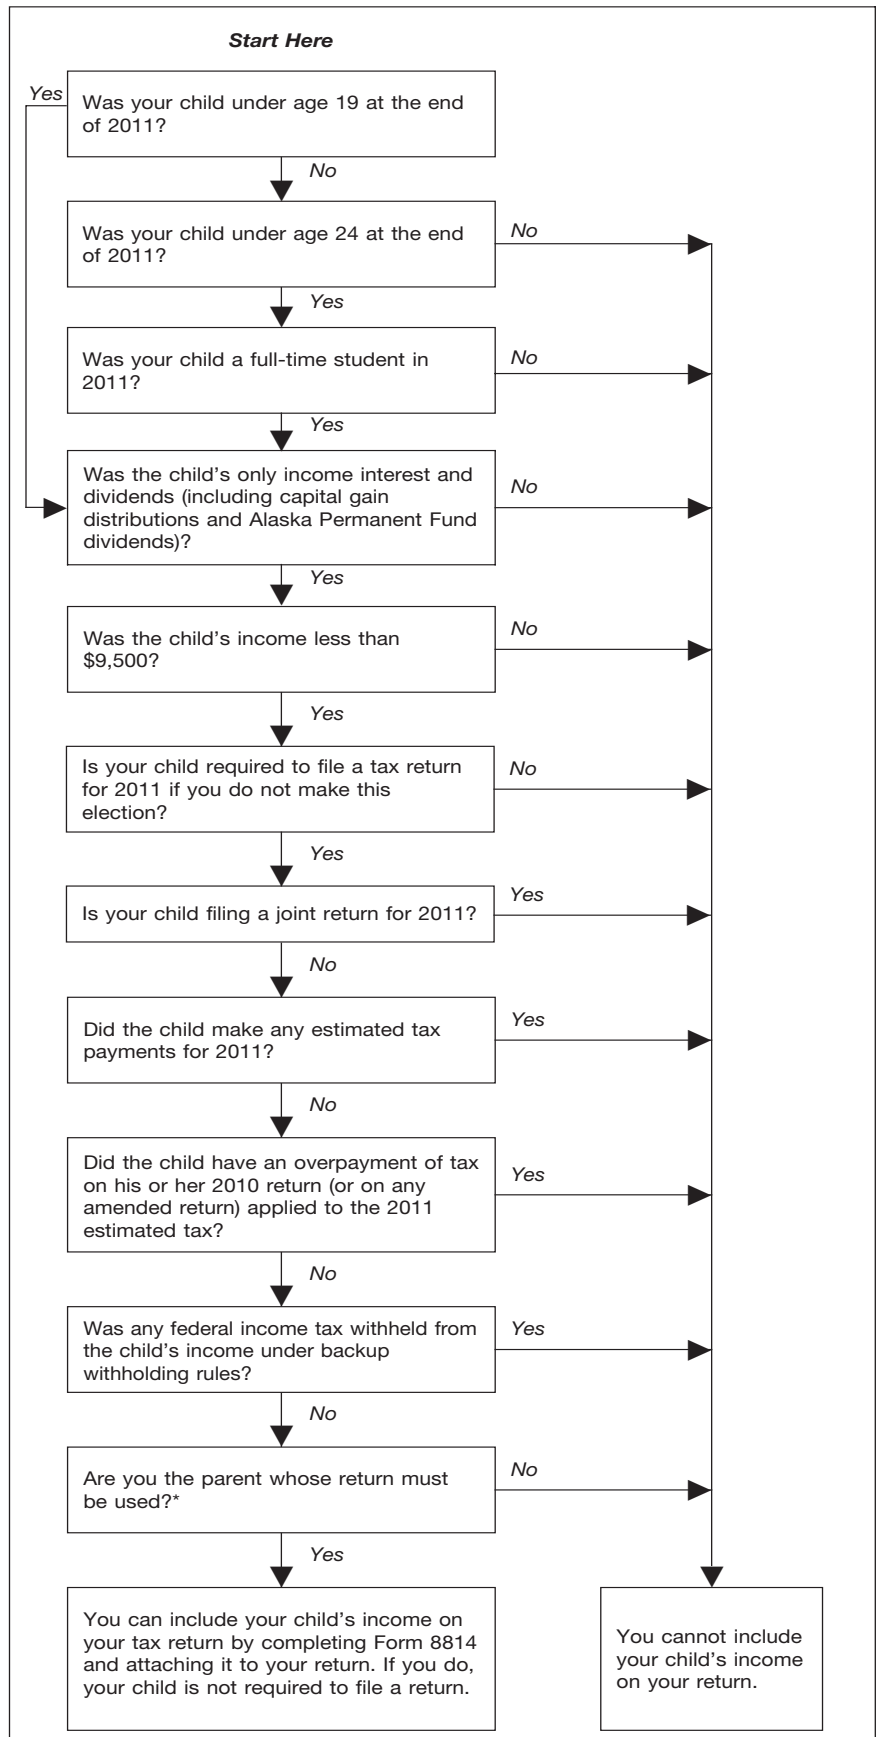 Start Here
Yes
Was your child under age 19 at the end
of 2011?
No
Was your child under age 24 at the end
of 2011?
No
Yes
Was your child a full-time student in
2011?
No
Yes
Was the child's only income interest and
dividends (including capital gain
distributions and Alaska Permanent Fund
dividends)?
No
Yes
Was the child's income less than
$9,500?
No
Yes
Is your child required to file a tax return
for 2011 if you do not make this
election?
No
Yes
Is your child filing a joint return for 2011?
Yes
No
Did the child make any estimated tax
payments for 2011?
Yes
No
Did the child have an overpayment of tax
on his or her 2010 return (or on any
amended return) applied to the 2011
estimated tax?
Yes
No
Was any federal income tax withheld from
the child's income under backup
withholding rules?
Yes
No
Are you the parent whose return must
be used?*
No
Yes
You can include your child's income on
your tax return by completing Form 8814
and attaching it to your return. If you do,
your child is not required to file a return.
You cannot include
your child's income
on your return.